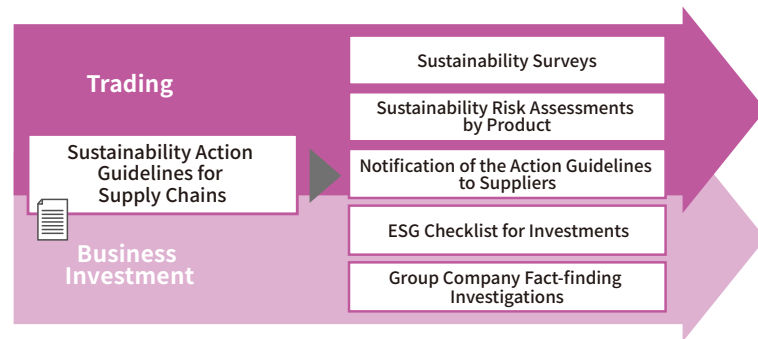 Trading
Sustainability Action
Guidelines for
Supply Chains
Business
Investment
Sustainability Surveys
Sustainability Risk Assessments
by Product
Notification of the Action Guidelines
to Suppliers
ESG Checklist for Investments
Group Company Fact-finding
Investigations